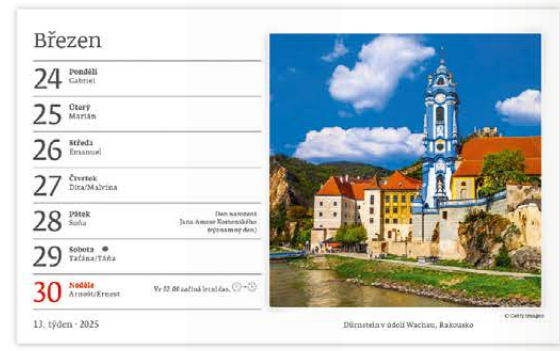 Březen
24 Pondělí
Gabriel
25 Úterý
Marián
26 Středa
Emanuel
27 Čtvrtek
Dita/Malvína
28 Pátek
Soňa
Den narození
Jana Amose Komenského
(významný den)
29 Sobota
Taťána/Táňa
30 Neděle
Arnošt/Ernest
Ve 02.00 začíná letní čas.
13. týden · 2025
© Getty Images
Dürnstein v údolí Wachau, Rakousko